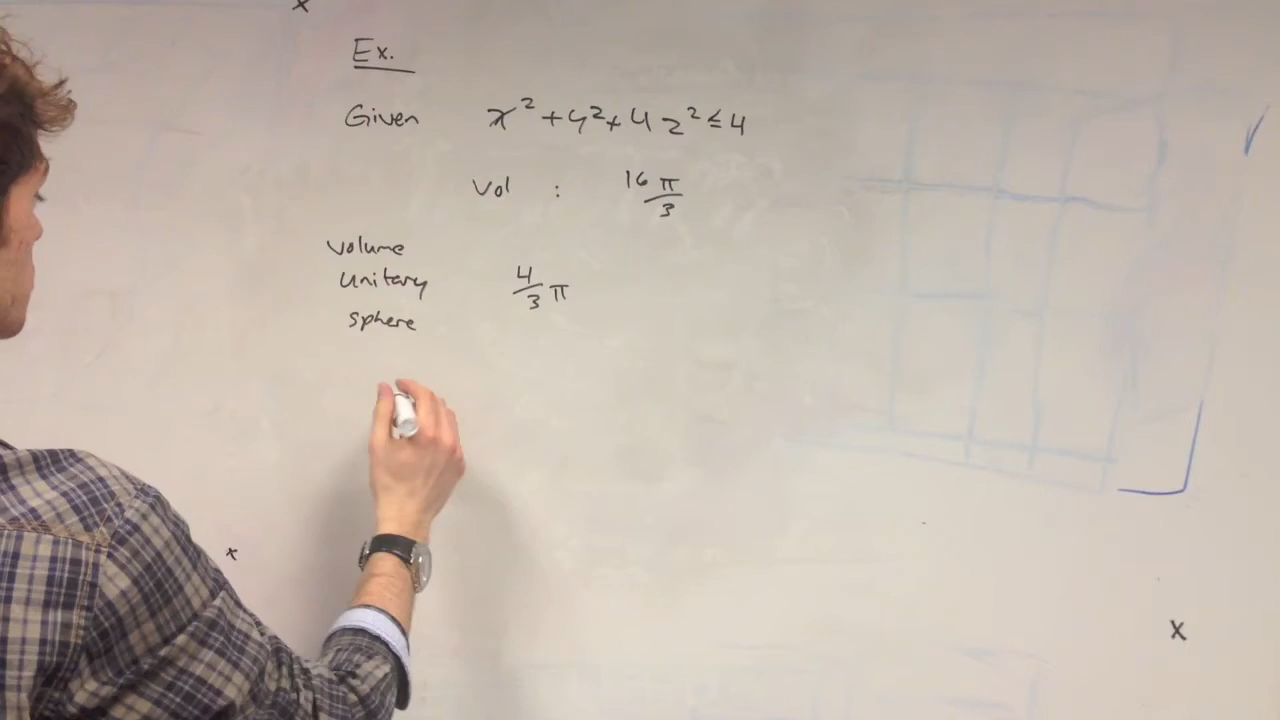 x
Ex.
Given x² + y² + 4z² ≤ 4
Vol : 16π/3
volume
unitary 4/3 π
sphere
x
x